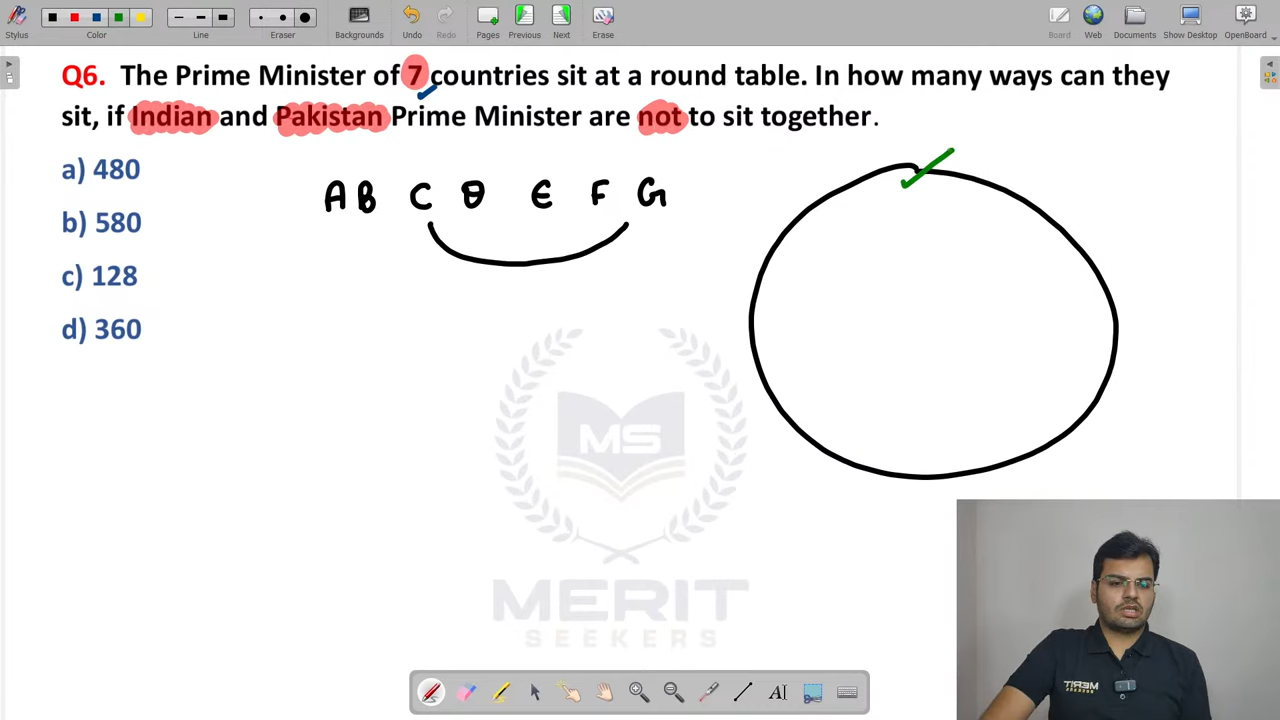 Stylus
Color
Line
Eraser
Backgrounds
Undo
Redo
Pages
Previous
Next
Erase
Board
Web
Documents
Show Desktop
OpenBoard
Q6. The Prime Minister of 7 countries sit at a round table. In how many ways can they
sit, if Indian and Pakistan Prime Minister are not to sit together.
a) 480
b) 580
c) 128
d) 360
A B C D E F G
MS
MERIT
SEEKERS
MERIT
SEEKERS